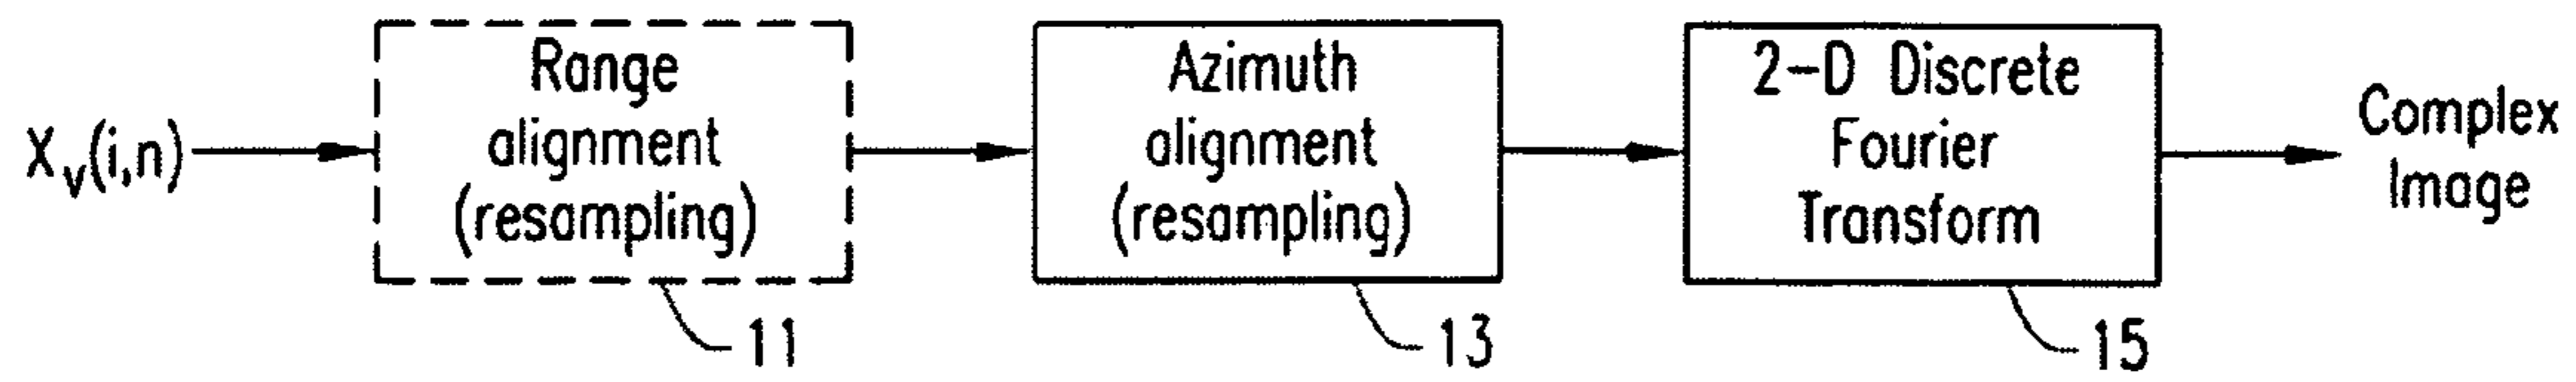 X_v(i,n)
Range
alignment
(resampling)
11
Azimuth
alignment
(resampling)
13
2-D Discrete
Fourier
Transform
15
Complex
Image